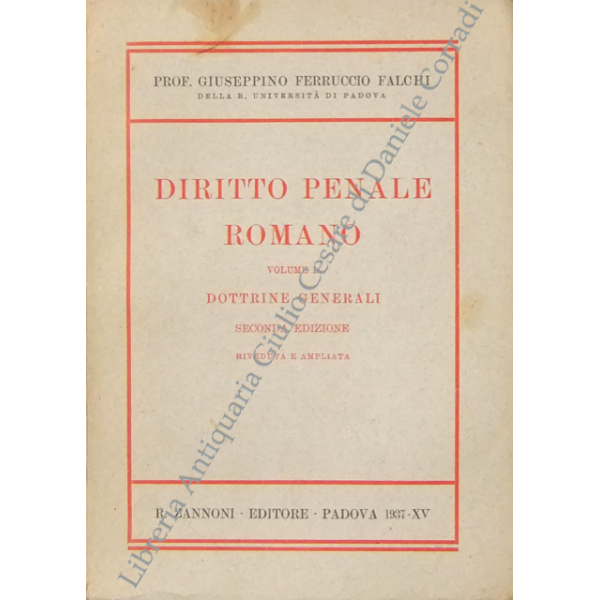 PROF. GIUSEPPINO FERRUCCIO FALCHI
DELLA R. UNIVERSITÀ DI PADOVA
DIRITTO PENALE
ROMANO
VOLUME I
DOTTRINE GENERALI
SECONDA EDIZIONE
RIVEDUTA E AMPLIATA
R. ZANNONI - EDITORE - PADOVA 1937-XV
Libreria Antiquaria Giulio Cesare di Daniele Corradi